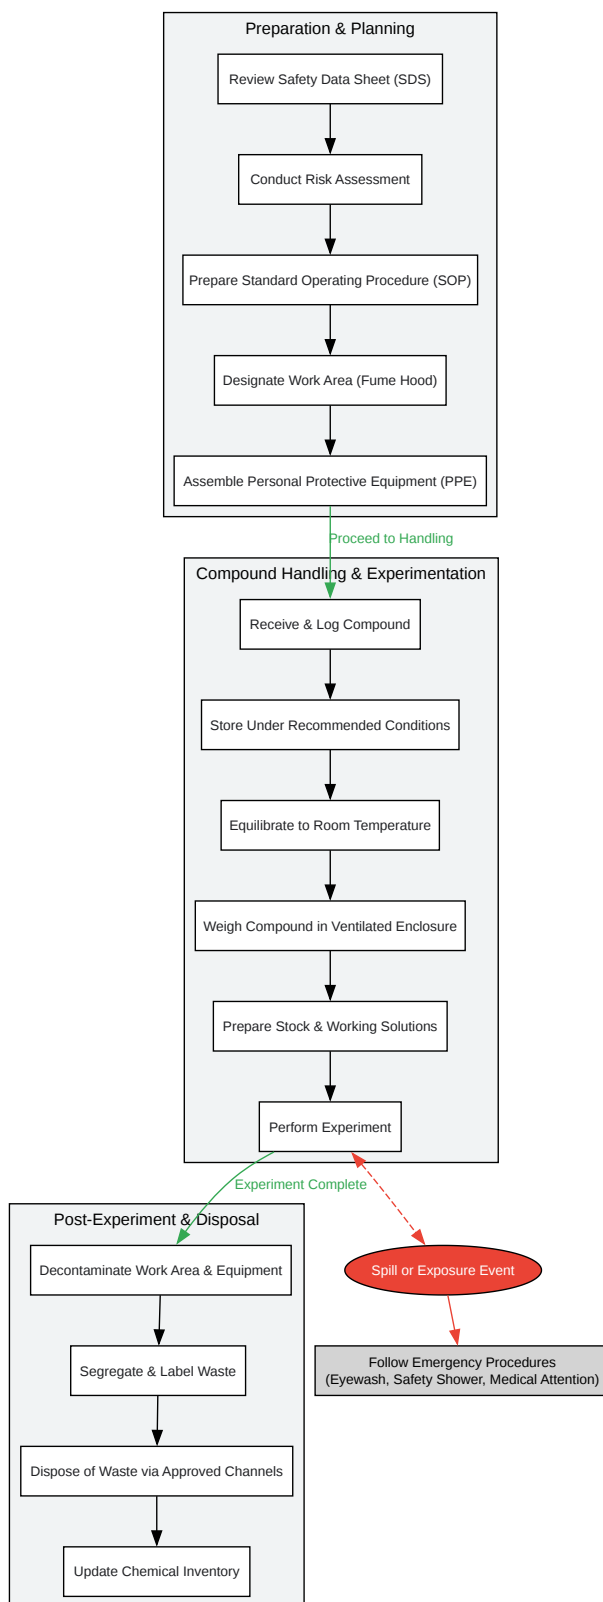 Preparation & Planning
Review Safety Data Sheet (SDS)
Conduct Risk Assessment
Prepare Standard Operating Procedure (SOP)
Designate Work Area (Fume Hood)
Assemble Personal Protective Equipment (PPE)
Proceed to Handling
Compound Handling & Experimentation
Receive & Log Compound
Store Under Recommended Conditions
Equilibrate to Room Temperature
Weigh Compound in Ventilated Enclosure
Prepare Stock & Working Solutions
Perform Experiment
Experiment Complete
Post-Experiment & Disposal
Decontaminate Work Area & Equipment
Spill or Exposure Event
Segregate & Label Waste
Follow Emergency Procedures
(Eyewash, Safety Shower, Medical Attention)
Dispose of Waste via Approved Channels
Update Chemical Inventory